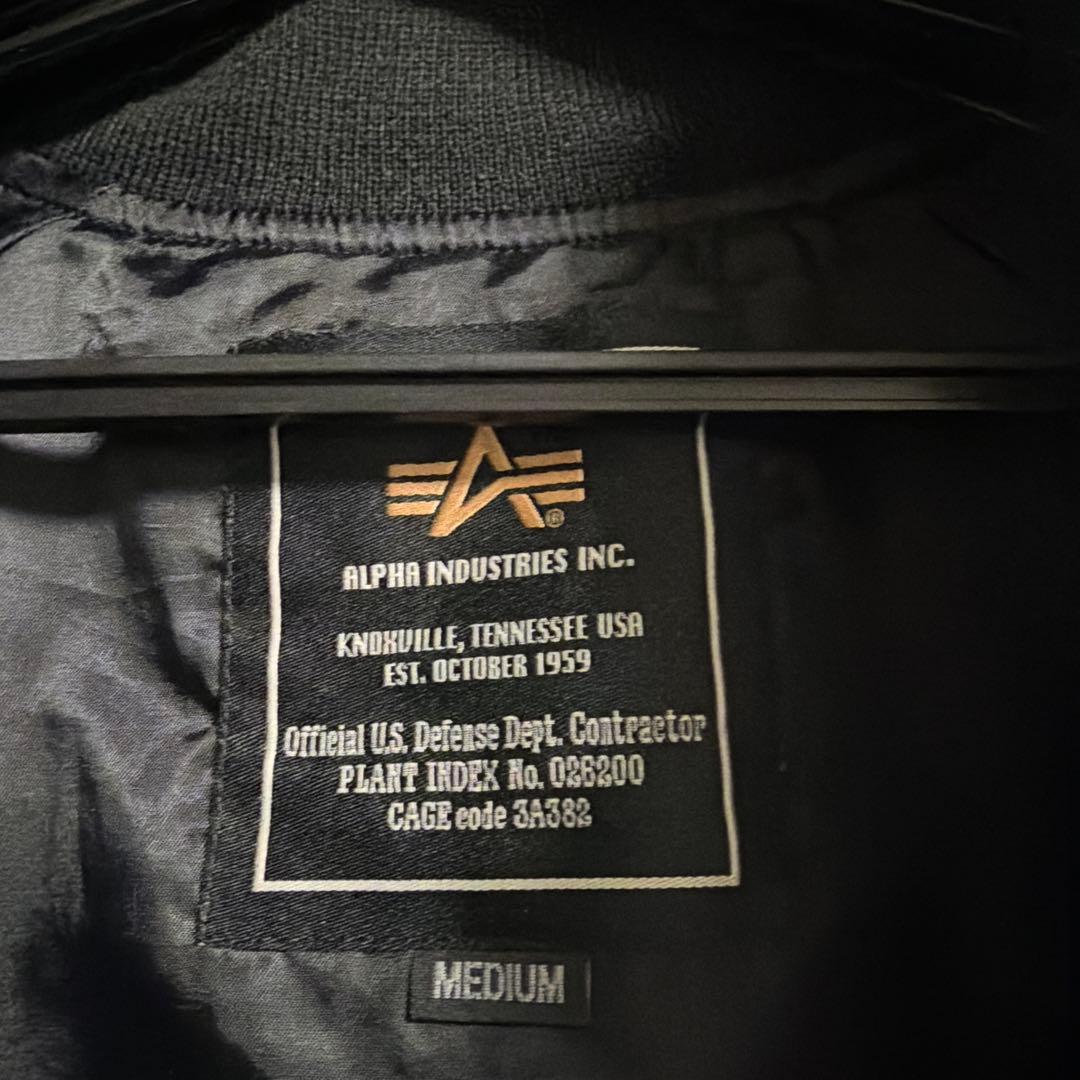 ALPHA INDUSTRIES INC.
KNOXVILLE, TENNESSEE USA
EST. OCTOBER 1959
Official U.S. Defense Dept. Contractor
PLANT INDEX No. 026200
CAGE code 3A382
MEDIUM